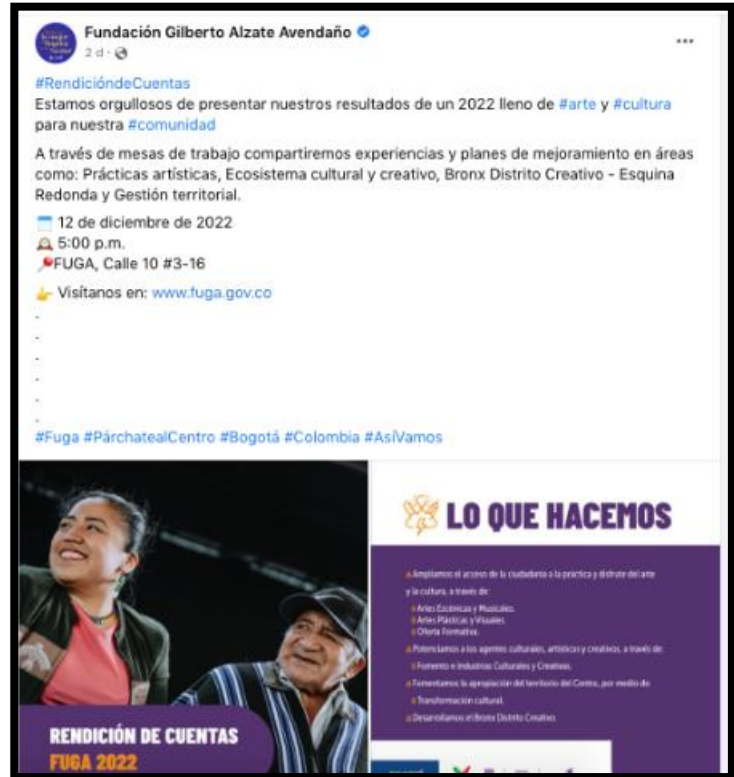 Fundación Gilberto Alzate Avendaño
2 d ·
#RendicióndeCuentas
Estamos orgullosos de presentar nuestros resultados de un 2022 lleno de #arte y #cultura
para nuestra #comunidad
A través de mesas de trabajo compartiremos experiencias y planes de mejoramiento en áreas
como: Prácticas artísticas, Ecosistema cultural y creativo, Bronx Distrito Creativo - Esquina
Redonda y Gestión territorial.
12 de diciembre de 2022
5:00 p.m.
FUGA, Calle 10 #3-16
Visítanos en: www.fuga.gov.co
.
.
.
.
.
.
#Fuga #PárchatealCentro #Bogotá #Colombia #AsíVamos
RENDICIÓN DE CUENTAS
FUGA 2022
LO QUE HACEMOS
Ampliamos el acceso de la ciudadanía a la práctica y disfrute del arte
y la cultura, a través de:
Artes Escénicas y Musicales.
Artes Plásticas y Visuales.
Oferta Formativa.
Potenciamos a los agentes culturales, artísticos y creativos, a través de:
Fomento e Industrias Culturales y Creativas.
Fomentamos la apropiación del territorio del Centro, por medio de
Transformación cultural.
Desarrollamos el Bronx Distrito Creativo.